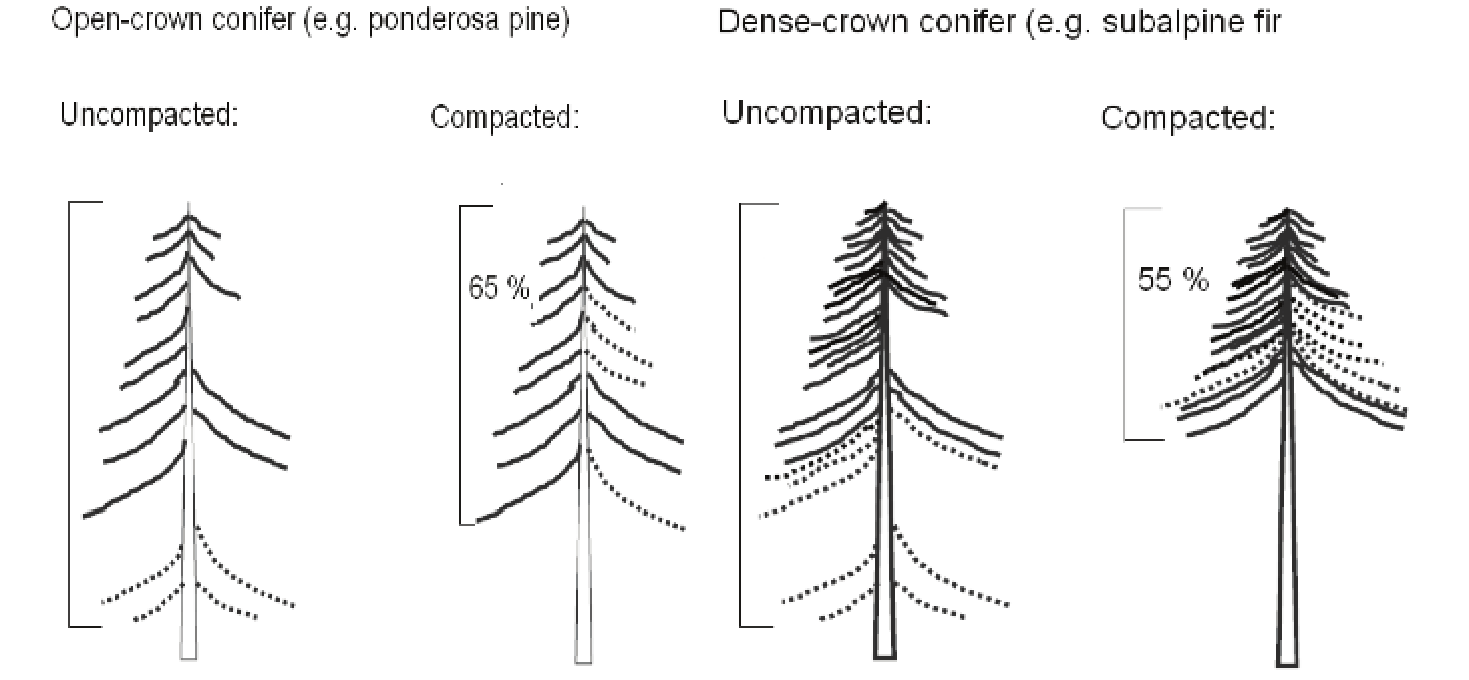 Open-crown conifer (e.g. ponderosa pine)
Dense-crown conifer (e.g. subalpine fir
Uncompacted:
Compacted:
Uncompacted:
Compacted:
65 %
55 %